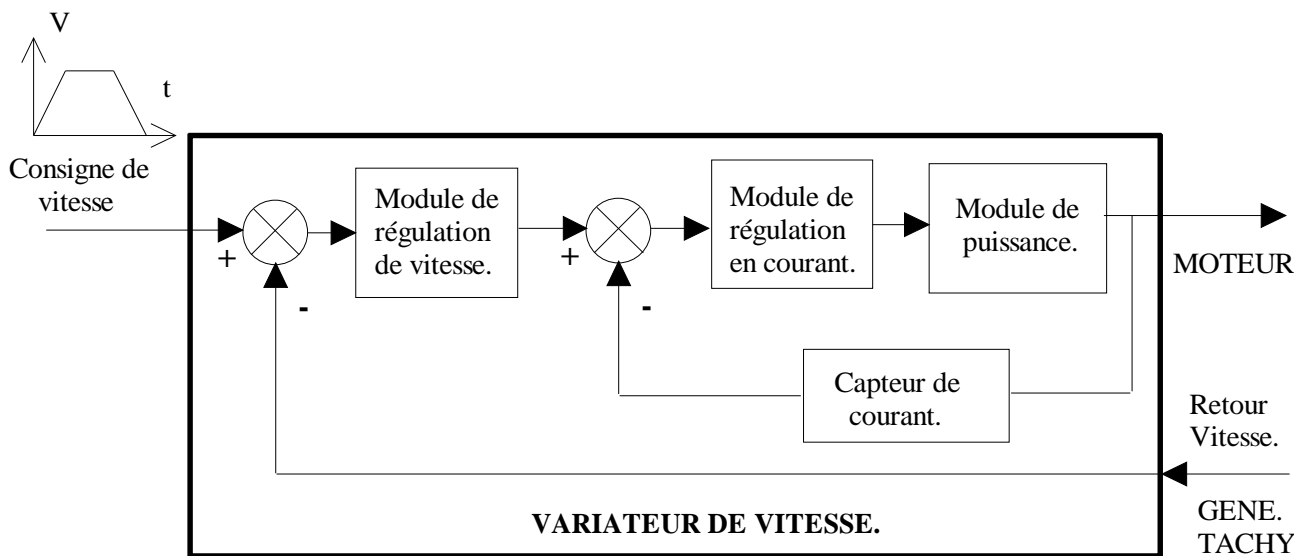 V
t
Consigne de
vitesse
+
-
Module de
régulation
de vitesse.
+
-
Module de
régulation
en courant.
Module de
puissance.
MOTEUR
Capteur de
courant.
Retour
Vitesse.
GENE.
TACHY
VARIATEUR DE VITESSE.